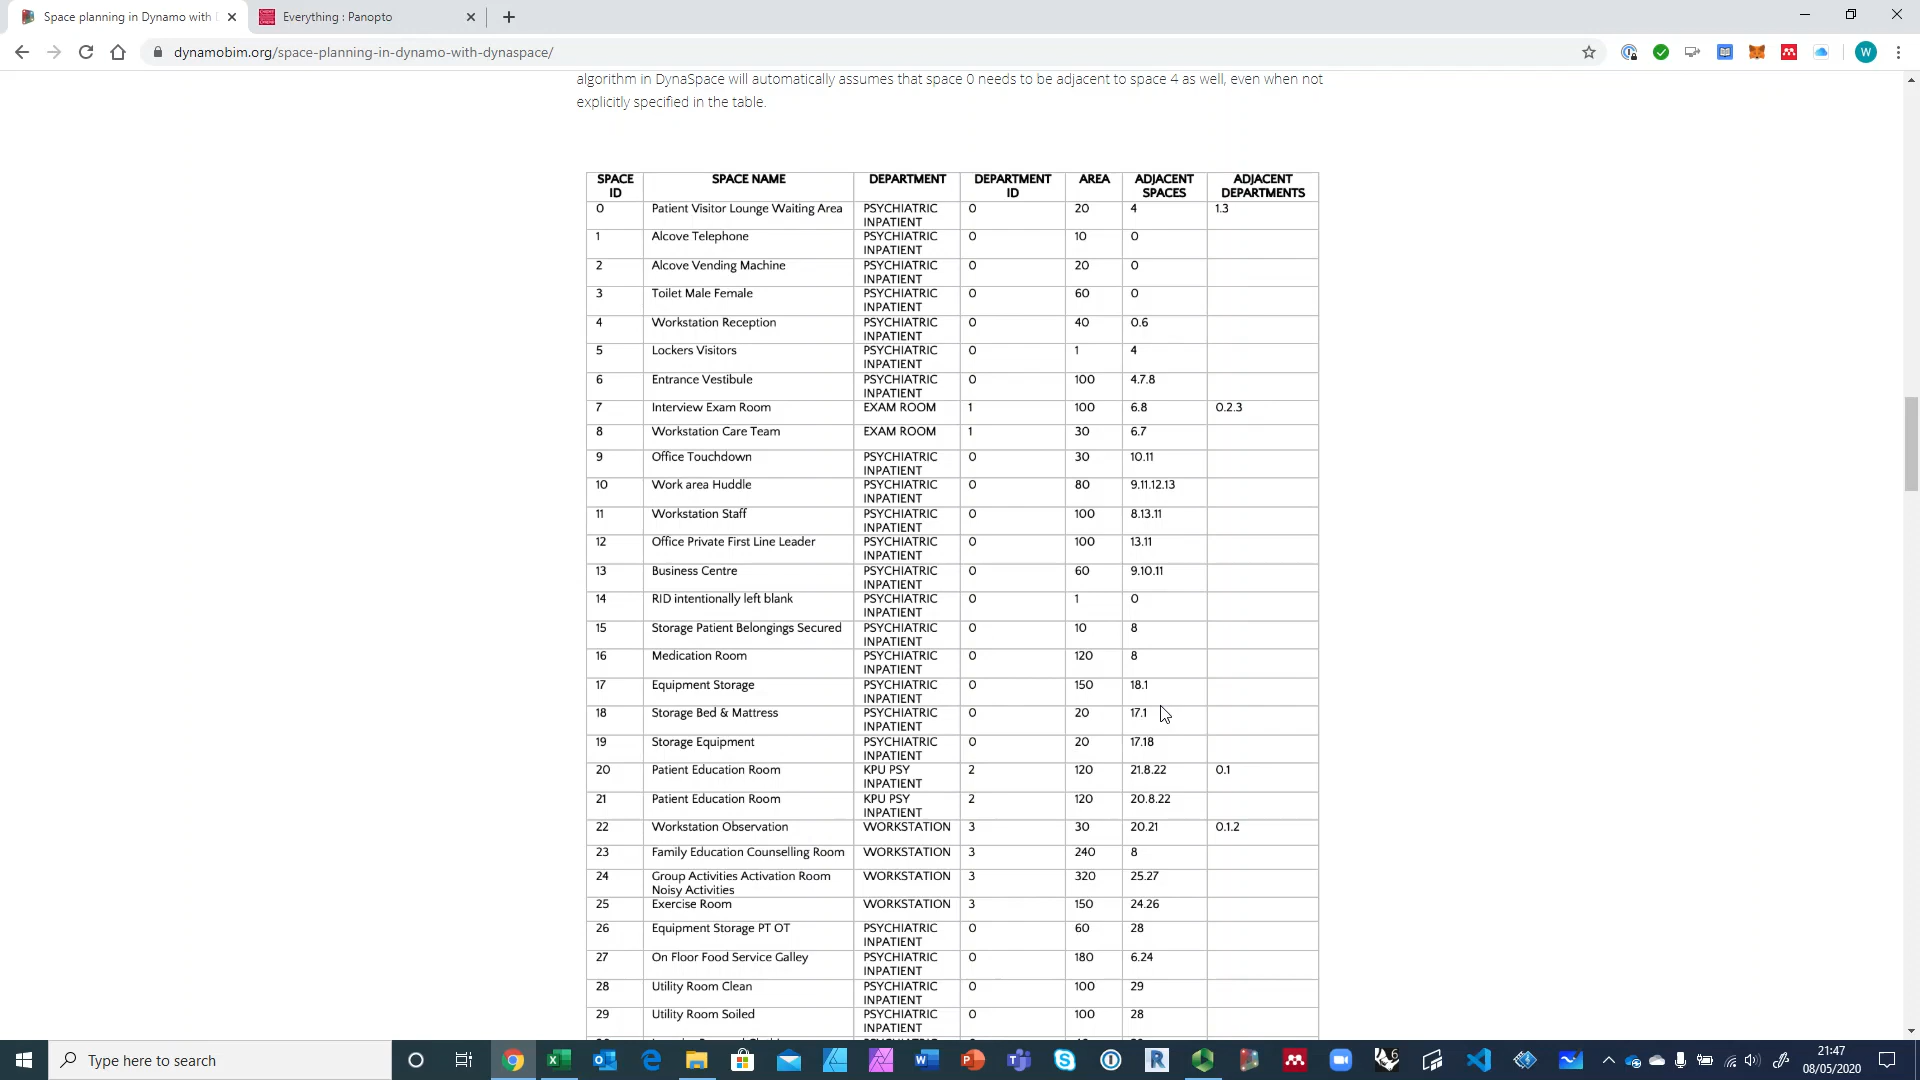 Space planning in Dynamo with D
Everything : Panopto
dynamobim.org/space-planning-in-dynamo-with-dynaspace/
W
algorithm in DynaSpace will automatically assumes that space 0 needs to be adjacent to space 4 as well, even when not
explicitly specified in the table.
SPACE ID SPACE NAME DEPARTMENT DEPARTMENT ID AREA ADJACENT SPACES ADJACENT DEPARTMENTS
0 Patient Visitor Lounge Waiting Area PSYCHIATRIC INPATIENT 0 20 4 1.3
1 Alcove Telephone PSYCHIATRIC INPATIENT 0 10 0
2 Alcove Vending Machine PSYCHIATRIC INPATIENT 0 20 0
3 Toilet Male Female PSYCHIATRIC INPATIENT 0 60 0
4 Workstation Reception PSYCHIATRIC INPATIENT 0 40 0.6
5 Lockers Visitors PSYCHIATRIC INPATIENT 0 1 4
6 Entrance Vestibule PSYCHIATRIC INPATIENT 0 100 4.7.8
7 Interview Exam Room EXAM ROOM 1 100 6.8 0.2.3
8 Workstation Care Team EXAM ROOM 1 30 6.7
9 Office Touchdown PSYCHIATRIC INPATIENT 0 30 10.11
10 Work area Huddle PSYCHIATRIC INPATIENT 0 80 9.11.12.13
11 Workstation Staff PSYCHIATRIC INPATIENT 0 100 8.13.11
12 Office Private First Line Leader PSYCHIATRIC INPATIENT 0 100 13.11
13 Business Centre PSYCHIATRIC INPATIENT 0 60 9.10.11
14 RID intentionally left blank PSYCHIATRIC INPATIENT 0 1 0
15 Storage Patient Belongings Secured PSYCHIATRIC INPATIENT 0 10 8
16 Medication Room PSYCHIATRIC INPATIENT 0 120 8
17 Equipment Storage PSYCHIATRIC INPATIENT 0 150 18.1
18 Storage Bed & Mattress PSYCHIATRIC INPATIENT 0 20 17.1
19 Storage Equipment PSYCHIATRIC INPATIENT 0 20 17.18
20 Patient Education Room KPU PSY INPATIENT 2 120 21.8.22 0.1
21 Patient Education Room KPU PSY INPATIENT 2 120 20.8.22
22 Workstation Observation WORKSTATION 3 30 20.21 0.1.2
23 Family Education Counselling Room WORKSTATION 3 240 8
24 Group Activities Activation Room Noisy Activities WORKSTATION 3 320 25.27
25 Exercise Room WORKSTATION 3 150 24.26
26 Equipment Storage PT OT PSYCHIATRIC INPATIENT 0 60 28
27 On Floor Food Service Galley PSYCHIATRIC INPATIENT 0 180 6.24
28 Utility Room Clean PSYCHIATRIC INPATIENT 0 100 29
29 Utility Room Soiled PSYCHIATRIC INPATIENT 0 100 28
Type here to search
21:47
08/05/2020